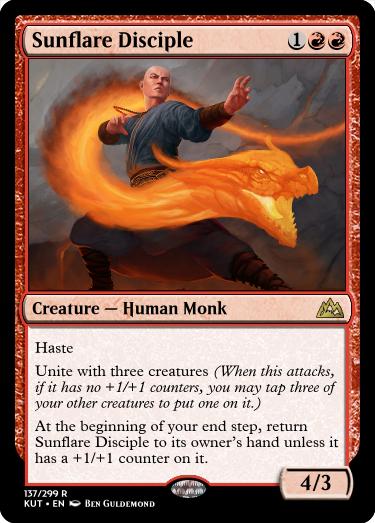 Sunflare Disciple 1
Creature — Human Monk
Haste
Unite with three creatures (When this attacks,
if it has no +1/+1 counters, you may tap three of
your other creatures to put one on it.)
At the beginning of your end step, return
Sunflare Disciple to its owner's hand unless it
has a +1/+1 counter on it.
4/3
137/299 R
KUT • EN Ben Guldemond